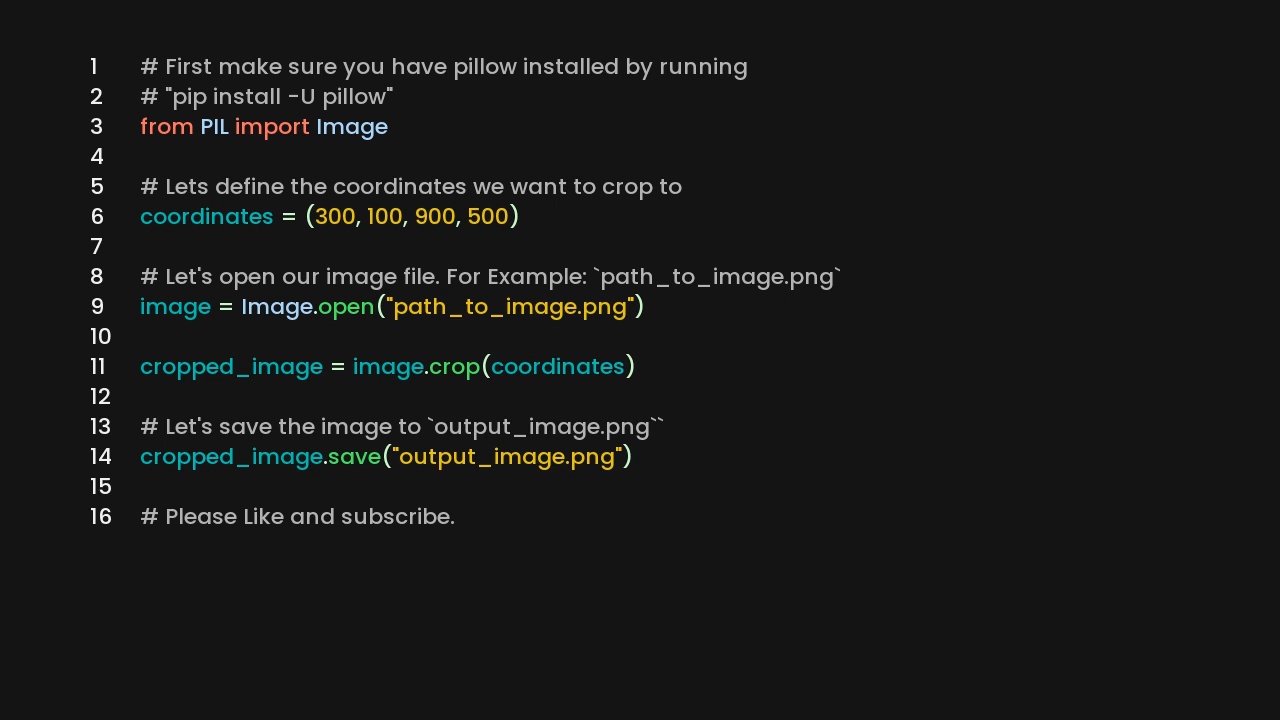 1 # First make sure you have pillow installed by running
2 # "pip install -U pillow"
3 from PIL import Image
4
5 # Lets define the coordinates we want to crop to
6 coordinates = (300, 100, 900, 500)
7
8 # Let's open our image file. For Example: `path_to_image.png`
9 image = Image.open("path_to_image.png")
10
11 cropped_image = image.crop(coordinates)
12
13 # Let's save the image to `output_image.png``
14 cropped_image.save("output_image.png")
15
16 # Please Like and subscribe.